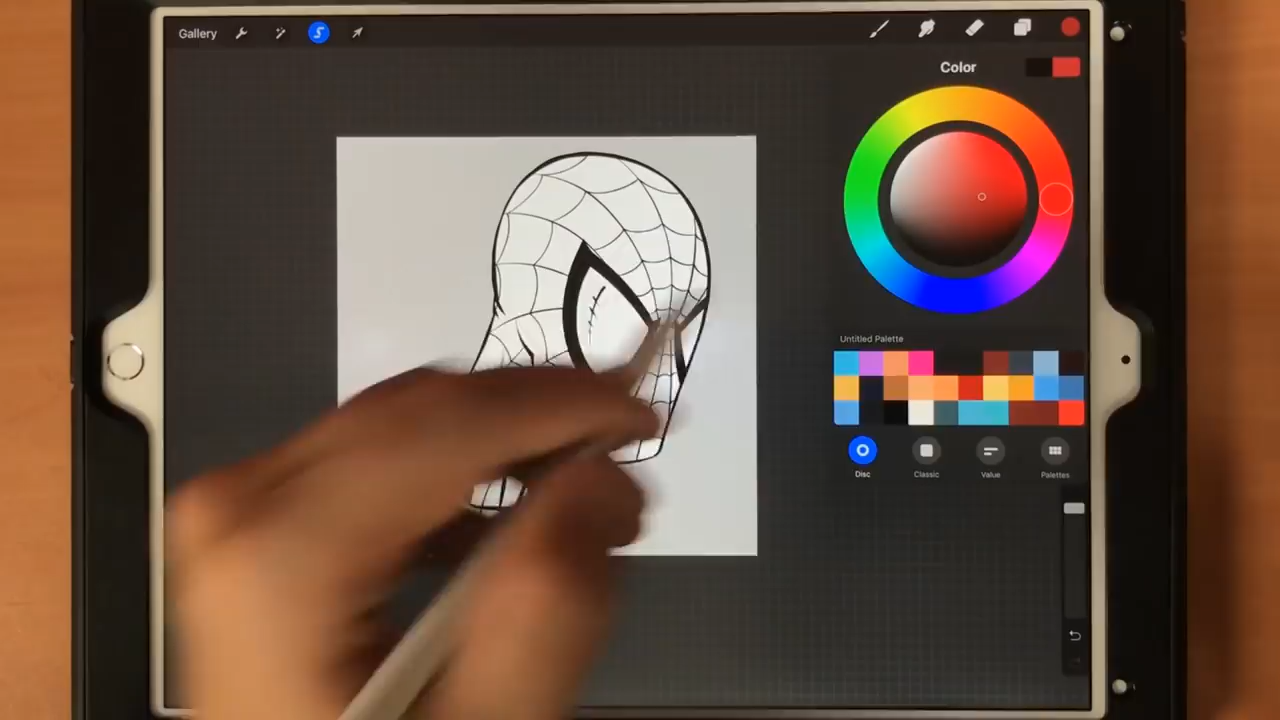 Gallery
Color
Untitled Palette
Disc
Classic
Value
Palettes